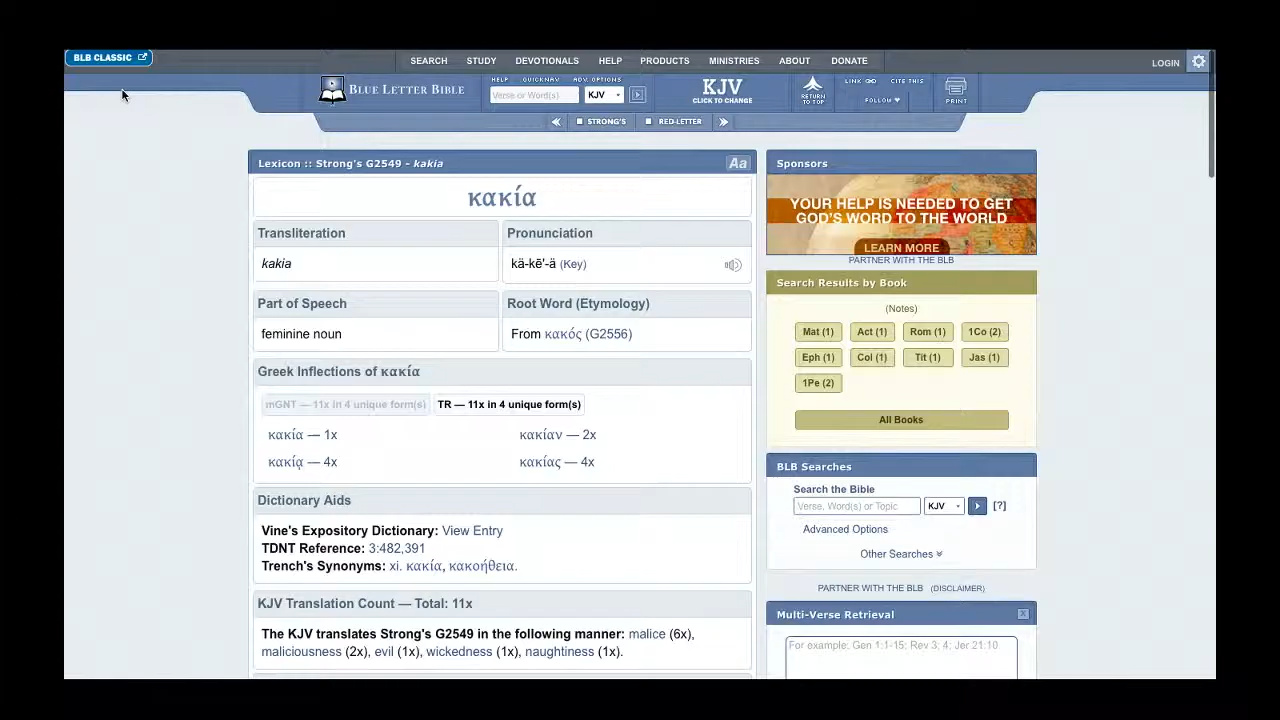 BLB CLASSIC
SEARCH STUDY DEVOTIONALS HELP PRODUCTS MINISTRIES ABOUT DONATE
LOGIN
BLUE LETTER BIBLE
HELP QUICKNAV ADV. OPTIONS
Verse or Word(s) KJV
KJV
CLICK TO CHANGE
RETURN
TO TOP
LINK CITE THIS
FOLLOW
PRINT
STRONG'S RED-LETTER
Lexicon :: Strong's G2549 - kakia Aa
κακία
Transliteration Pronunciation
kakia kä-kē'-ä (Key)
Part of Speech Root Word (Etymology)
feminine noun From κακός (G2556)
Greek Inflections of κακία
mGNT — 11x in 4 unique form(s) TR — 11x in 4 unique form(s)
κακία — 1x κακίαν — 2x
κακίᾳ — 4x κακίας — 4x
Dictionary Aids
Vine's Expository Dictionary: View Entry
TDNT Reference: 3:482,391
Trench's Synonyms: xi. κακία, κακοήθεια.
KJV Translation Count — Total: 11x
The KJV translates Strong's G2549 in the following manner: malice (6x),
maliciousness (2x), evil (1x), wickedness (1x), naughtiness (1x).
Sponsors
YOUR HELP IS NEEDED TO GET
GOD'S WORD TO THE WORLD
LEARN MORE
PARTNER WITH THE BLB
Search Results by Book
(Notes)
Mat (1) Act (1) Rom (1) 1Co (2)
Eph (1) Col (1) Tit (1) Jas (1)
1Pe (2)
All Books
BLB Searches
Search the Bible
Verse, Word(s) or Topic KJV [?]
Advanced Options
Other Searches
PARTNER WITH THE BLB (DISCLAIMER)
Multi-Verse Retrieval X
For example: Gen 1:1-15; Rev 3; 4; Jer 21:10